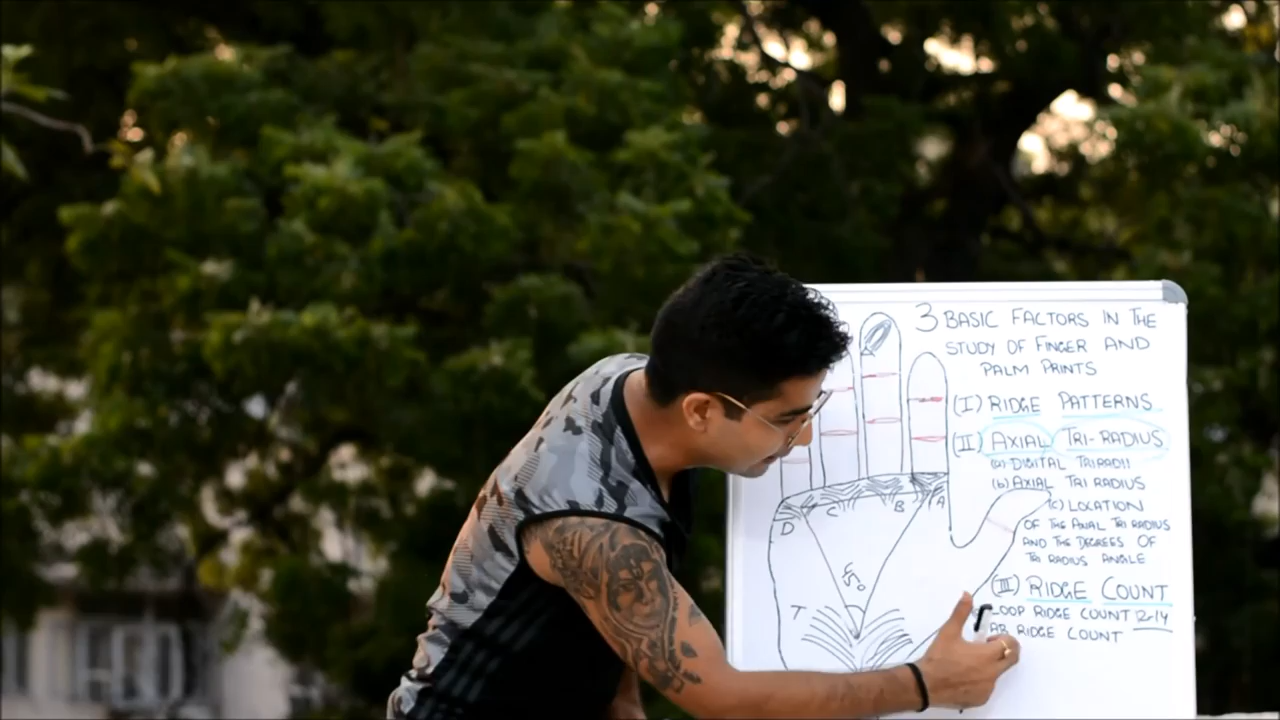 3 BASIC FACTORS IN THE
STUDY OF FINGER AND
PALM PRINTS
(I) RIDGE PATTERNS
(II) AXIAL TRI-RADIUS
(a) DIGITAL TRIRADII
(b) AXIAL TRI RADIUS
(c) LOCATION
OF THE AXIAL TRI RADIUS
AND THE DEGREES OF
TRI RADIUS ANGLE
(III) RIDGE COUNT
LOOP RIDGE COUNT 12-14
AB RIDGE COUNT
D C B A
T